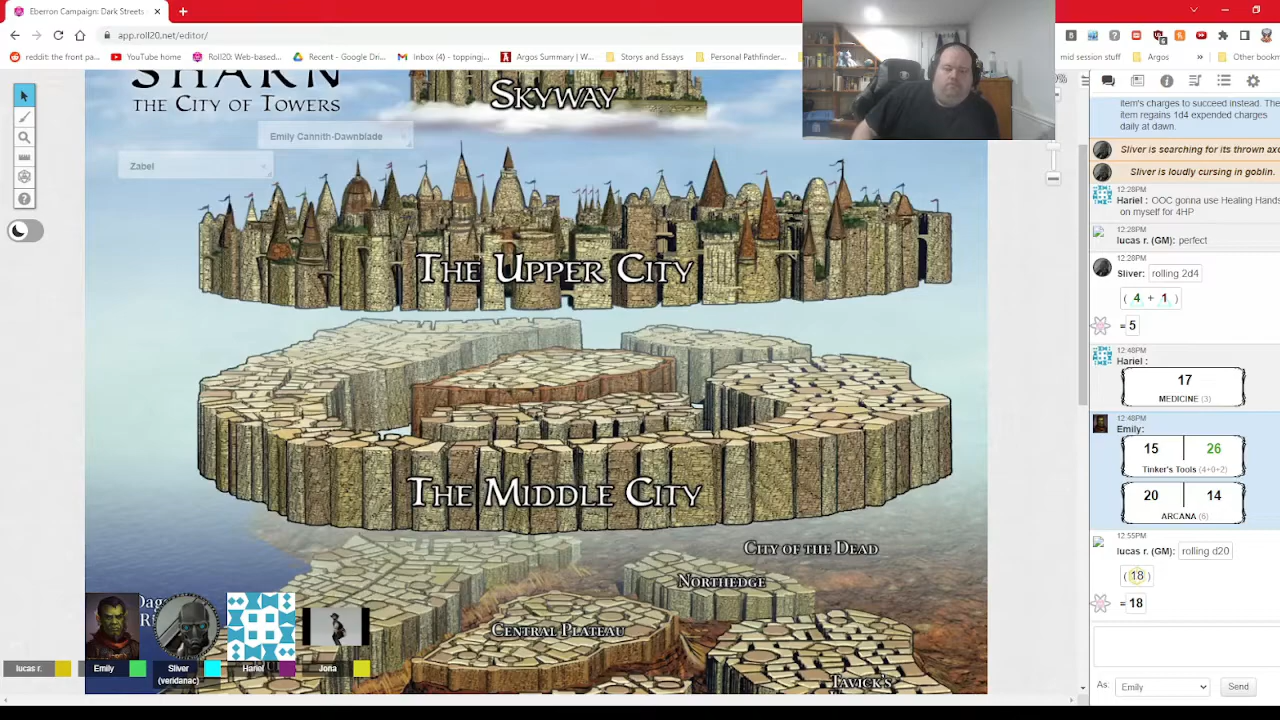 Eberron Campaign: Dark Streets
app.roll20.net/editor/
reddit: the front pa...
YouTube home
Roll20: Web-based...
Recent - Google Dri...
Inbox (4) - topping,...
Argos Summary | W...
Storys and Essays
Personal Pathfinder...
mid session stuff
Argos
Other bookm
SHARN
THE CITY OF TOWERS
SKYWAY
Emily Cannith-Dawnblade
Zabel
THE UPPER CITY
THE MIDDLE CITY
CITY OF THE DEAD
NORTHEDGE
CENTRAL PLATEAU
TAVICK'S
lucas r.
Emily
Sliver
(veridanac)
Hariel
Jona
item's charges to succeed instead. The
item regains 1d4 expended charges
daily at dawn.
Sliver is searching for its thrown axe
Sliver is loudly cursing in goblin.
12:28PM
Hariel : OOC gonna use Healing Hands
on myself for 4HP
12:28PM
lucas r. (GM): perfect
12:28PM
Sliver: rolling 2d4
( 4 + 1 )
= 5
12:48PM
Hariel :
17
MEDICINE (3)
12:48PM
Emily:
15 26
Tinker's Tools (4+0+2)
20 14
ARCANA (6)
12:55PM
lucas r. (GM): rolling d20
( 18 )
= 18
As: Emily
Send